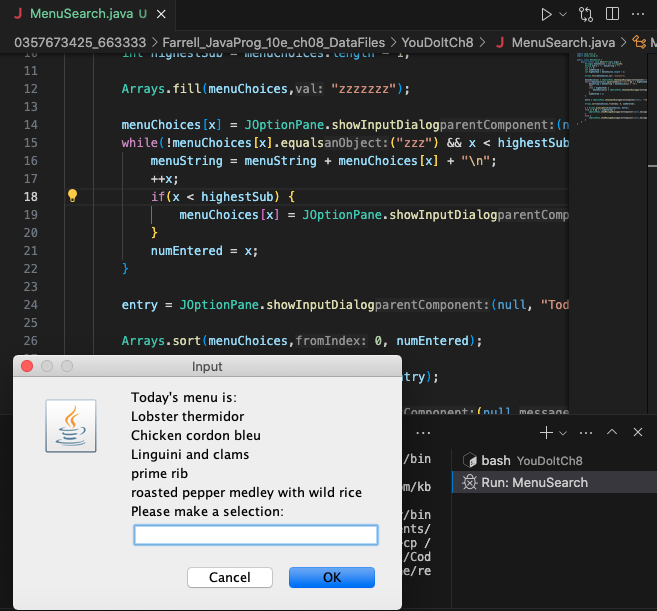 J MenuSearch.java U ×
0357673425_663333 > Farrell_JavaProg_10e_ch08_DataFiles > YouDoItCh8 > J MenuSearch.java > M
10 int highestSub = menuChoices.length - 1;
11
12 Arrays.fill(menuChoices,val: "zzzzzzz");
13
14 menuChoices[x] = JOptionPane.showInputDialogparentComponent:(n
15 while(!menuChoices[x].equalsanObject:("zzz") && x < highestSub
16 menuString = menuString + menuChoices[x] + "\n";
17 ++x;
18 if(x < highestSub) {
19 menuChoices[x] = JOptionPane.showInputDialogparentComp
20 }
21 numEntered = x;
22 }
23
24 entry = JOptionPane.showInputDialogparentComponent:(null, "Tod
25
26 Arrays.sort(menuChoices,fromIndex: 0, numEntered);
try);
Component:(null,message
Input
Today's menu is:
Lobster thermidor
Chicken cordon bleu
Linguini and clams
prime rib
roasted pepper medley with wild rice
Please make a selection:
Cancel
OK
/bin
m/kb
/bin
ents/
cp /
/Cod
e/re
bash YouDoItCh8
Run: MenuSearch